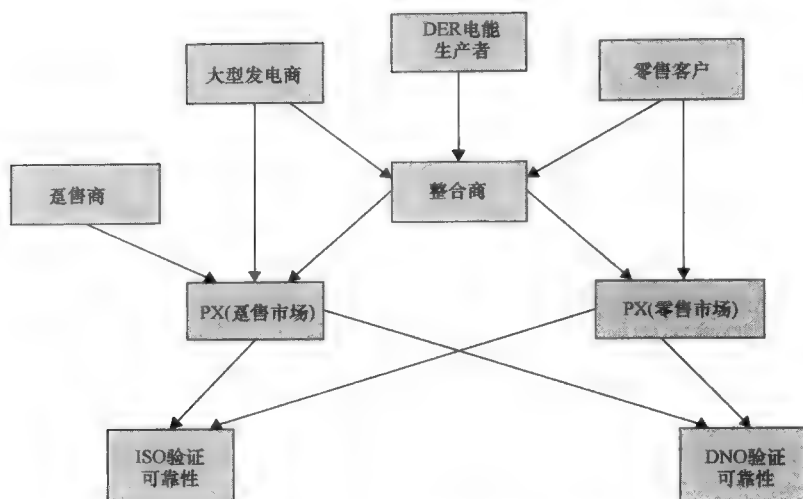 DER电能
生产者
大型发电商
零售客户
趸售商
整合商
PX(趸售市场)
PX(零售市场)
ISO验证
可靠性
DNO验证
可靠性